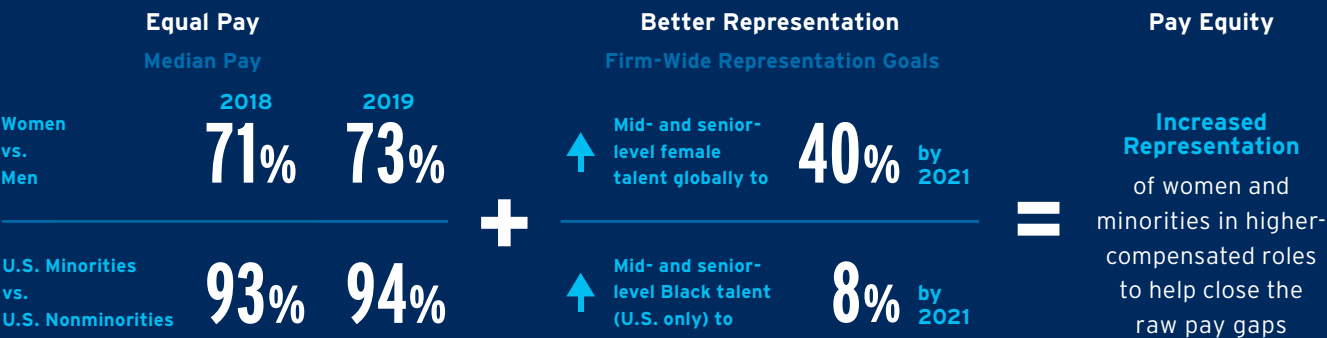 Equal Pay
Median Pay
2018 2019
Women
vs.
Men
71% 73%
U.S. Minorities
vs.
U.S. Nonminorities
93% 94%
+
Better Representation
Firm-Wide Representation Goals
Mid- and senior-
level female
talent globally to
40% by
2021
Mid- and senior-
level Black talent
(U.S. only) to
8% by
2021
=
Pay Equity
Increased
Representation
of women and
minorities in higher-
compensated roles
to help close the
raw pay gaps